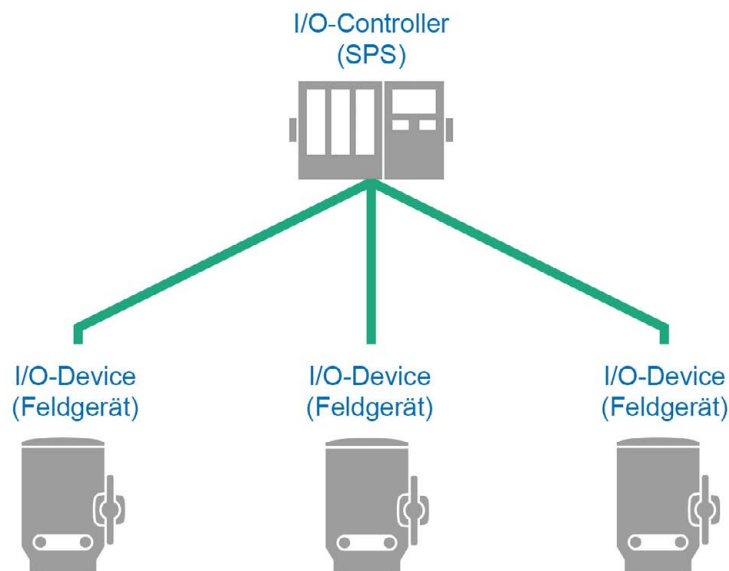 I/O-Controller
(SPS)
I/O-Device
(Feldgerät)
I/O-Device
(Feldgerät)
I/O-Device
(Feldgerät)